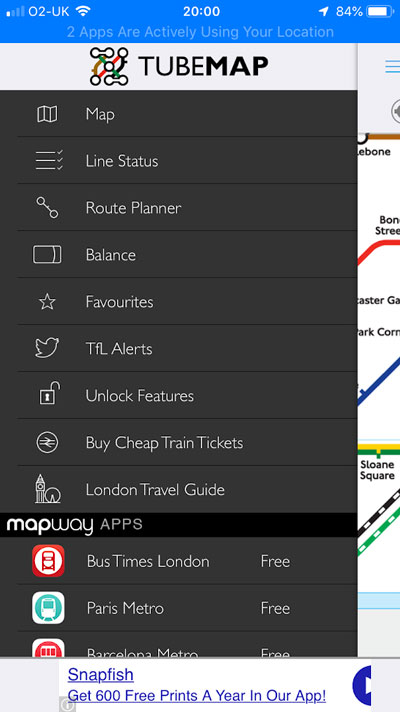 O2-UK 20:00 84%
2 Apps Are Actively Using Your Location
TUBEMAP
Map
Line Status
Route Planner
Balance
Favourites
TfL Alerts
Unlock Features
Buy Cheap Train Tickets
London Travel Guide
mapway APPS
Bus Times London Free
Paris Metro Free
Barcelona Metro Free
lebone
Bon
Stree
caster Ga
Park Corn
Sloane
Square
Snapfish
Get 600 Free Prints A Year In Our App!